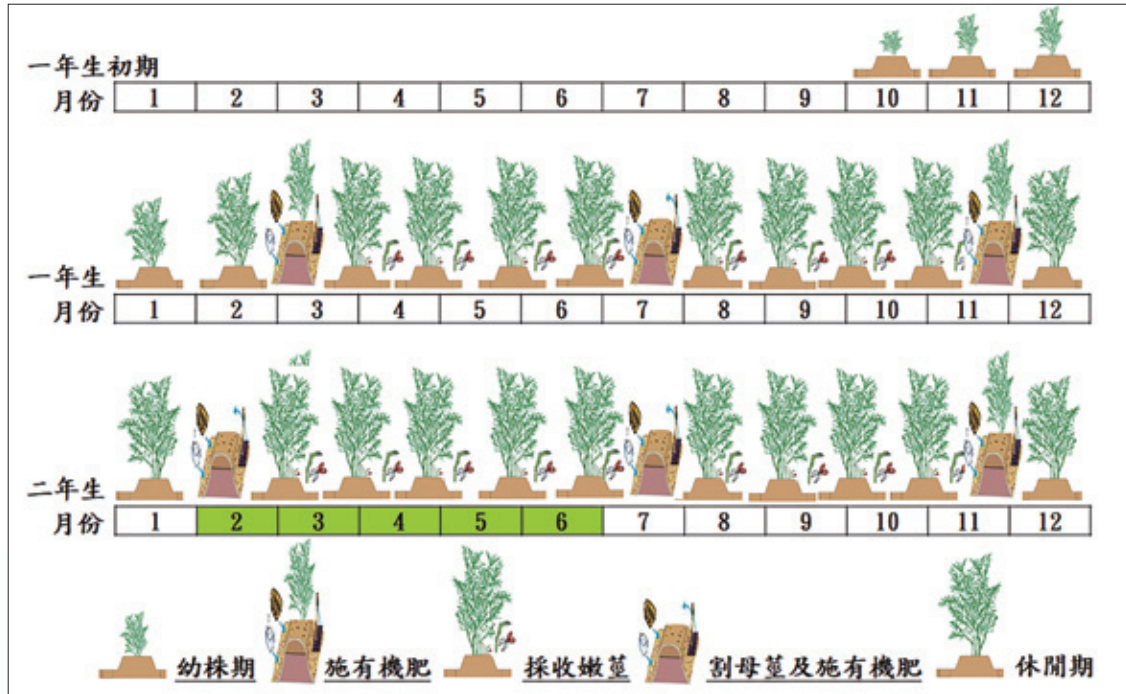 一年生初期
月份 1 2 3 4 5 6 7 8 9 10 11 12
一年生
月份 1 2 3 4 5 6 7 8 9 10 11 12
二年生
月份 1 2 3 4 5 6 7 8 9 10 11 12
幼株期 施有機肥 採收嫩莖 割母莖及施有機肥 休閒期